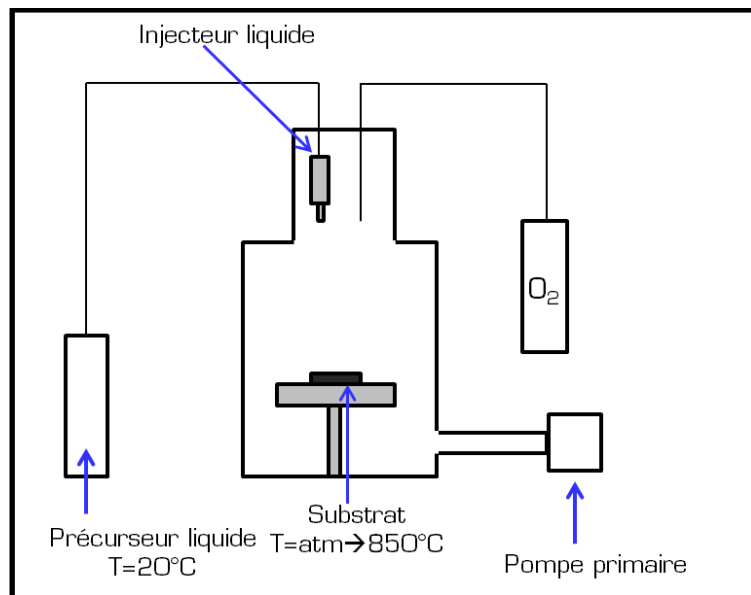 Injecteur liquide
O₂
Substrat
T=atm→850°C
Précurseur liquide
T=20°C
Pompe primaire